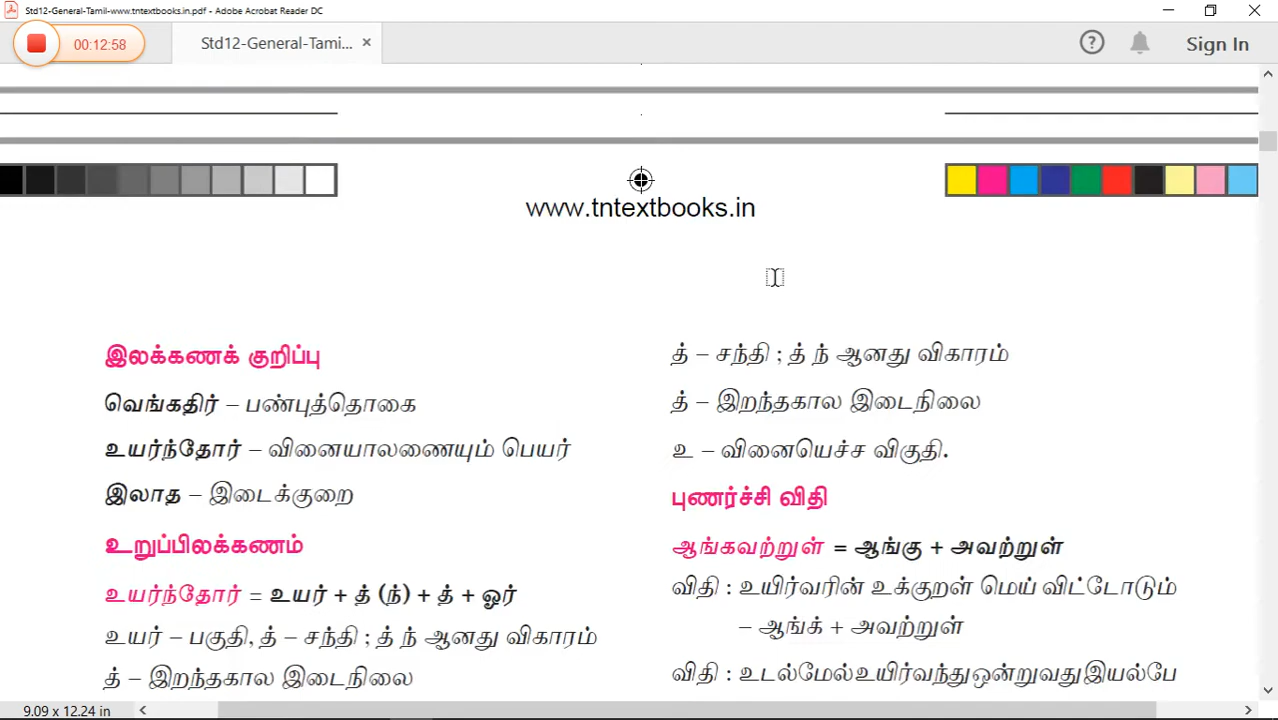 Std12-General-Tamil-www.tntextbooks.in.pdf - Adobe Acrobat Reader DC
00:12:58
Std12-General-Tami...
Sign In
www.tntextbooks.in
இலக்கணக் குறிப்பு
வெங்கதிர் – பண்புத்தொகை
உயர்ந்தோர் – வினையாலணையும் பெயர்
இலாத – இடைக்குறை
உறுப்பிலக்கணம்
உயர்ந்தோர் = உயர் + த் (ந்) + த் + ஓர்
உயர் – பகுதி, த் – சந்தி ; த் ந் ஆனது விகாரம்
த் – இறந்தகால இடைநிலை
த் – சந்தி ; த் ந் ஆனது விகாரம்
த் – இறந்தகால இடைநிலை
உ – வினையெச்ச விகுதி.
புணர்ச்சி விதி
ஆங்கவற்றுள் = ஆங்கு + அவற்றுள்
விதி : உயிர்வரின் உக்குறள் மெய் விட்டோடும்
– ஆங்க் + அவற்றுள்
விதி : உடல்மேல்உயிர்வந்துஒன்றுவதுஇயல்பே
9.09 x 12.24 in